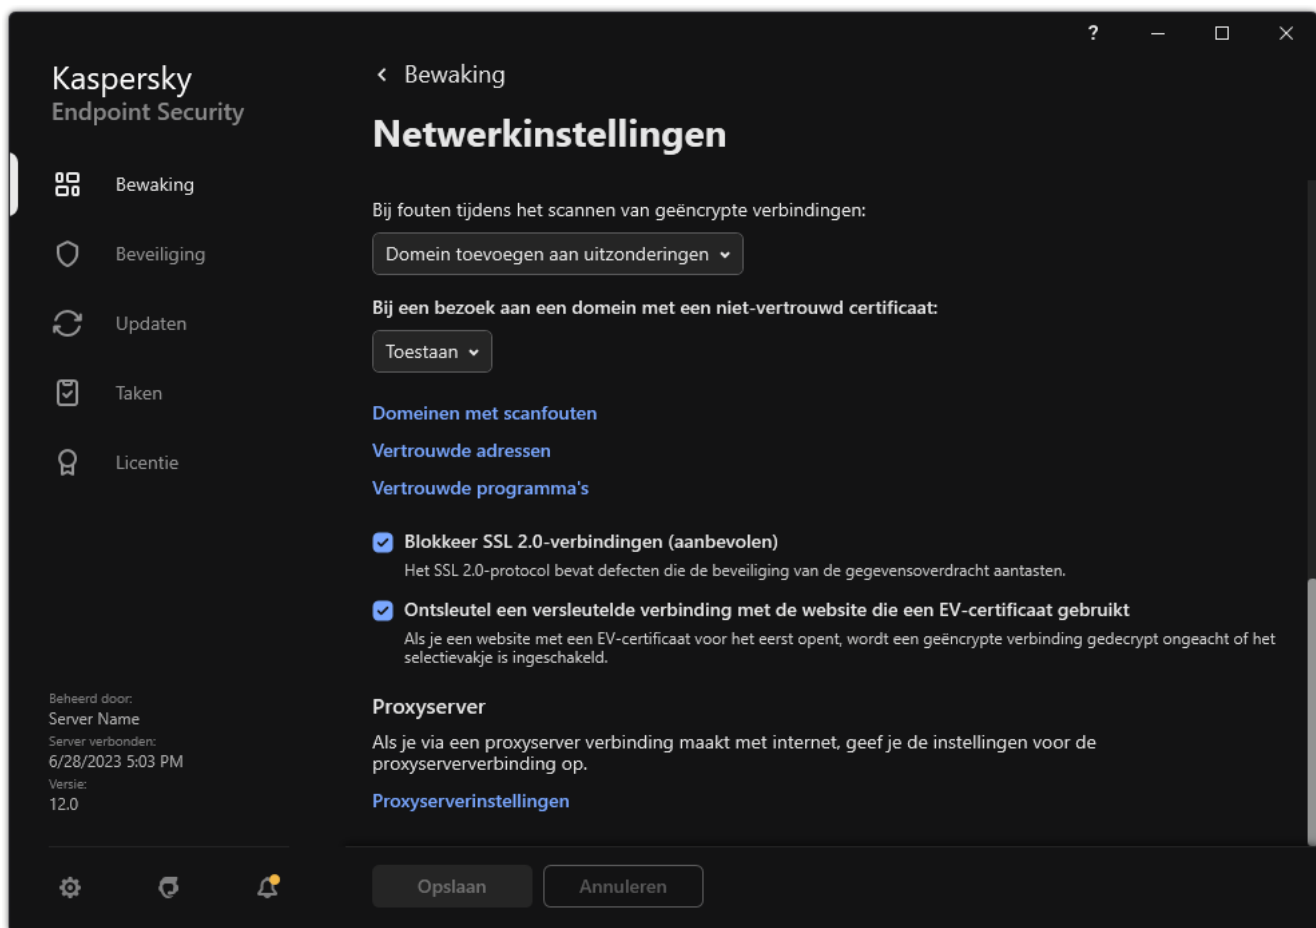 ?
Kaspersky
Endpoint Security
Bewaking
Beveiliging
Updaten
Taken
Licentie
Beheerd door:
Server Name
Server verbonden:
6/28/2023 5:03 PM
Versie:
12.0
Bewaking
Netwerkinstellingen
Bij fouten tijdens het scannen van geëncrypte verbindingen:
Domein toevoegen aan uitzonderingen
Bij een bezoek aan een domein met een niet-vertrouwd certificaat:
Toestaan
Domeinen met scanfouten
Vertrouwde adressen
Vertrouwde programma's
Blokkeer SSL 2.0-verbindingen (aanbevolen)
Het SSL 2.0-protocol bevat defecten die de beveiliging van de gegevensoverdracht aantasten.
Ontsleutel een versleutelde verbinding met de website die een EV-certificaat gebruikt
Als je een website met een EV-certificaat voor het eerst opent, wordt een geëncrypte verbinding gedecrypt ongeacht of het
selectievakje is ingeschakeld.
Proxyserver
Als je via een proxyserver verbinding maakt met internet, geef je de instellingen voor de
proxyserververbinding op.
Proxyserverinstellingen
Opslaan
Annuleren